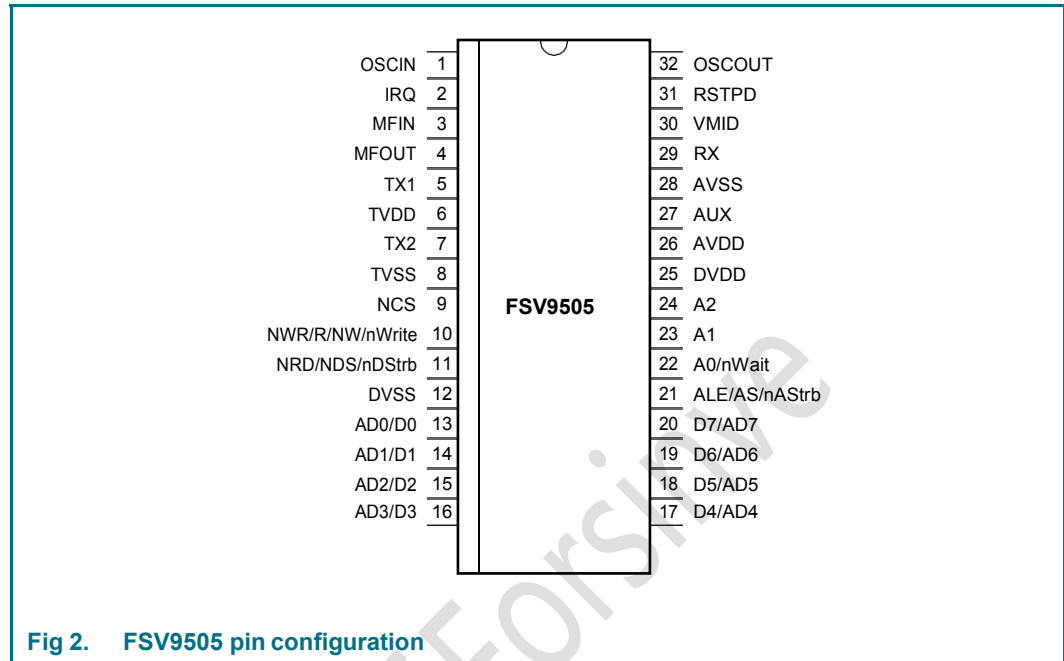 OSCIN 1 32 OSCOUT
IRQ 2 31 RSTPD
MFIN 3 30 VMID
MFOUT 4 29 RX
TX1 5 28 AVSS
TVDD 6 27 AUX
TX2 7 26 AVDD
TVSS 8 25 DVDD
NCS 9 FSV9505 24 A2
NWR/R/NW/nWrite 10 23 A1
NRD/NDS/nDStrb 11 22 A0/nWait
DVSS 12 21 ALE/AS/nAStrb
AD0/D0 13 20 D7/AD7
AD1/D1 14 19 D6/AD6
AD2/D2 15 18 D5/AD5
AD3/D3 16 17 D4/AD4
Forsinve
Fig 2. FSV9505 pin configuration